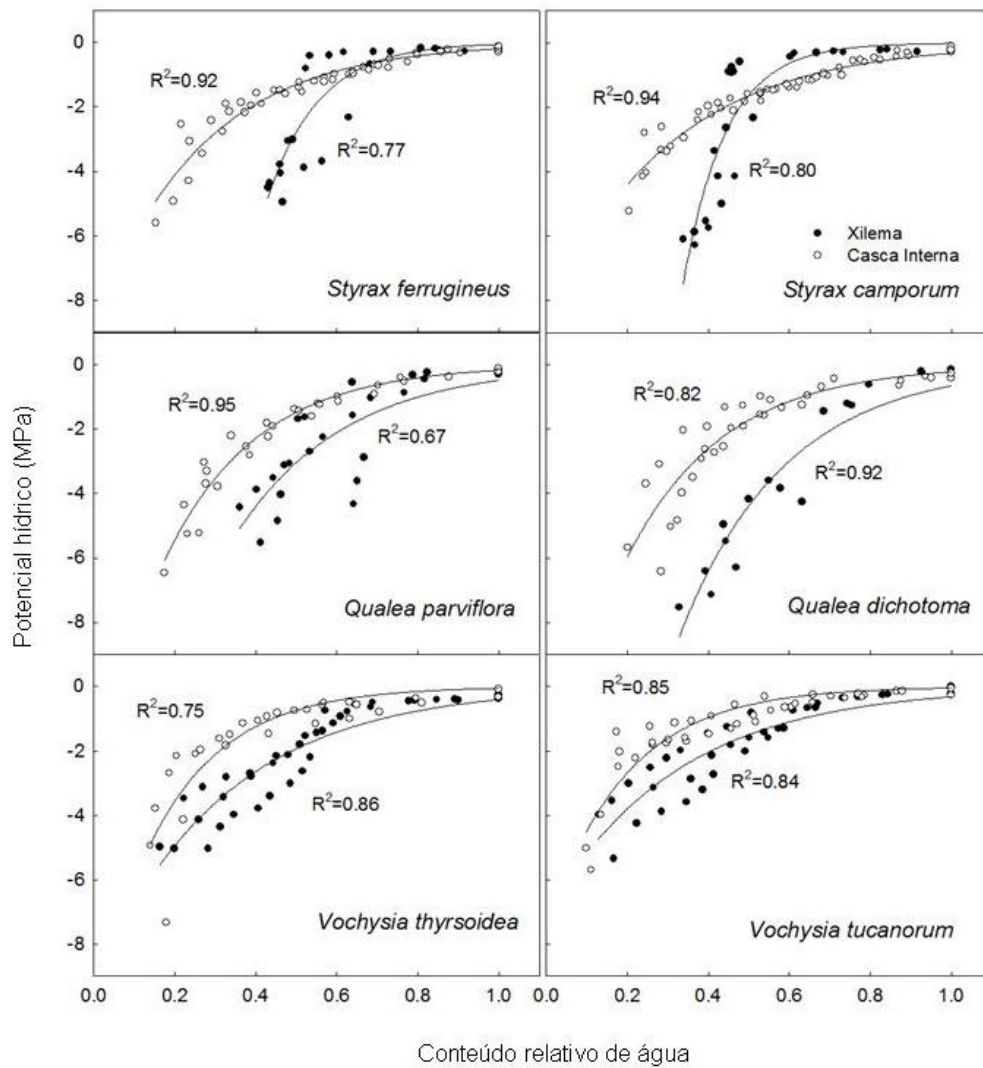 0
-2
-4
-6
-8
R²=0.92
R²=0.77
Styrax ferrugineus
R²=0.94
R²=0.80
Xilema
Casca Interna
Styrax camporum
Potencial hídrico (MPa)
0
-2
-4
-6
-8
R²=0.95
R²=0.67
Qualea parviflora
R²=0.82
R²=0.92
Qualea dichotoma
0
-2
-4
-6
-8
R²=0.75
R²=0.86
Vochysia thyrsoidea
R²=0.85
R²=0.84
Vochysia tucanorum
0.0 0.2 0.4 0.6 0.8 1.0 0.0 0.2 0.4 0.6 0.8 1.0
Conteúdo relativo de água